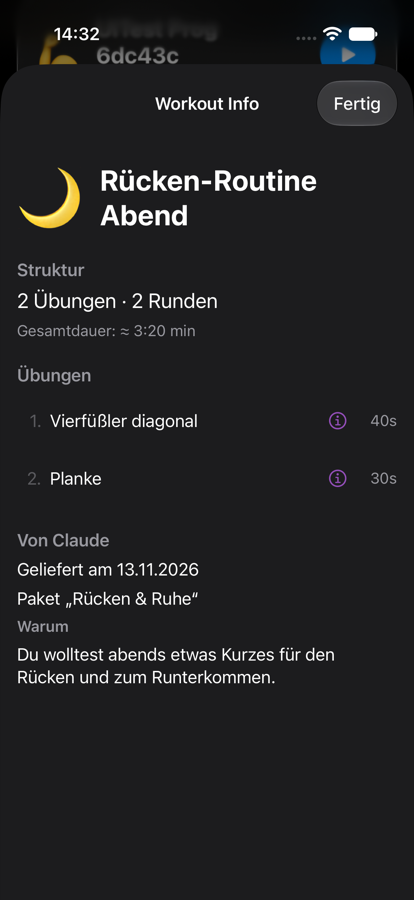 14:32
6dc43c
Workout Info
Fertig
Rücken-Routine
Abend
Struktur
2 Übungen · 2 Runden
Gesamtdauer: ≈ 3:20 min
Übungen
1. Vierfüßler diagonal 40s
2. Planke 30s
Von Claude
Geliefert am 13.11.2026
Paket „Rücken & Ruhe“
Warum
Du wolltest abends etwas Kurzes für den
Rücken und zum Runterkommen.